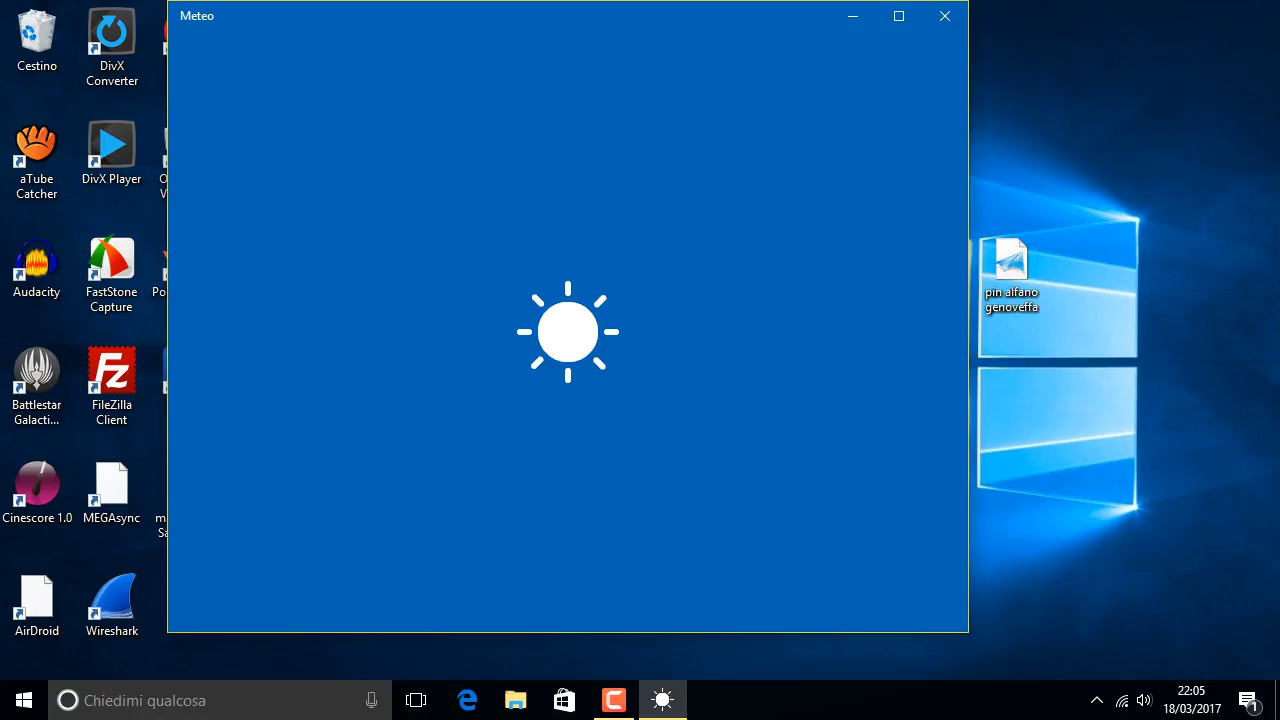 Meteo
Cestino
DivX
Converter
aTube
Catcher
DivX Player
Audacity
FastStone
Capture
Battlestar
Galacti...
FileZilla
Client
Cinescore 1.0
MEGAsync
AirDroid
Wireshark
pin alfano
genoveffa
Chiedimi qualcosa
22:05
18/03/2017
1